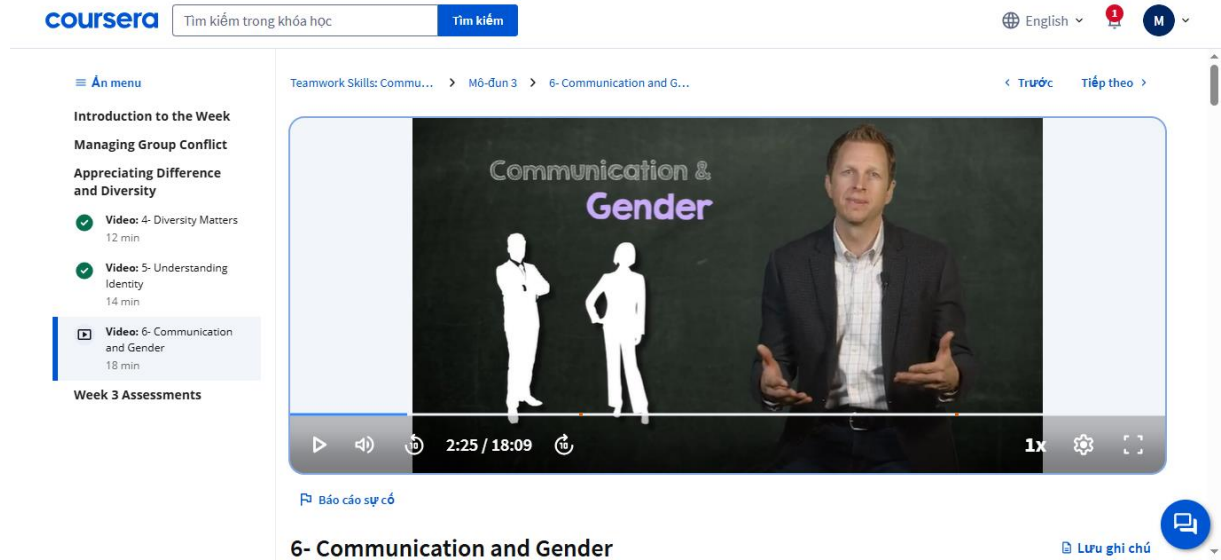 coursera
Tìm kiếm trong khóa học
Tìm kiếm
English
1
M
Ẩn menu
Teamwork Skills: Commu... > Mô-đun 3 > 6- Communication and G...
< Trước
Tiếp theo >
Introduction to the Week
Managing Group Conflict
Appreciating Difference
and Diversity
Video: 4- Diversity Matters
12 min
Video: 5- Understanding
Identity
14 min
Video: 6- Communication
and Gender
18 min
Week 3 Assessments
Communication &
Gender
10
2:25 / 18:09
10
1x
Báo cáo sự cố
6- Communication and Gender
Lưu ghi chú